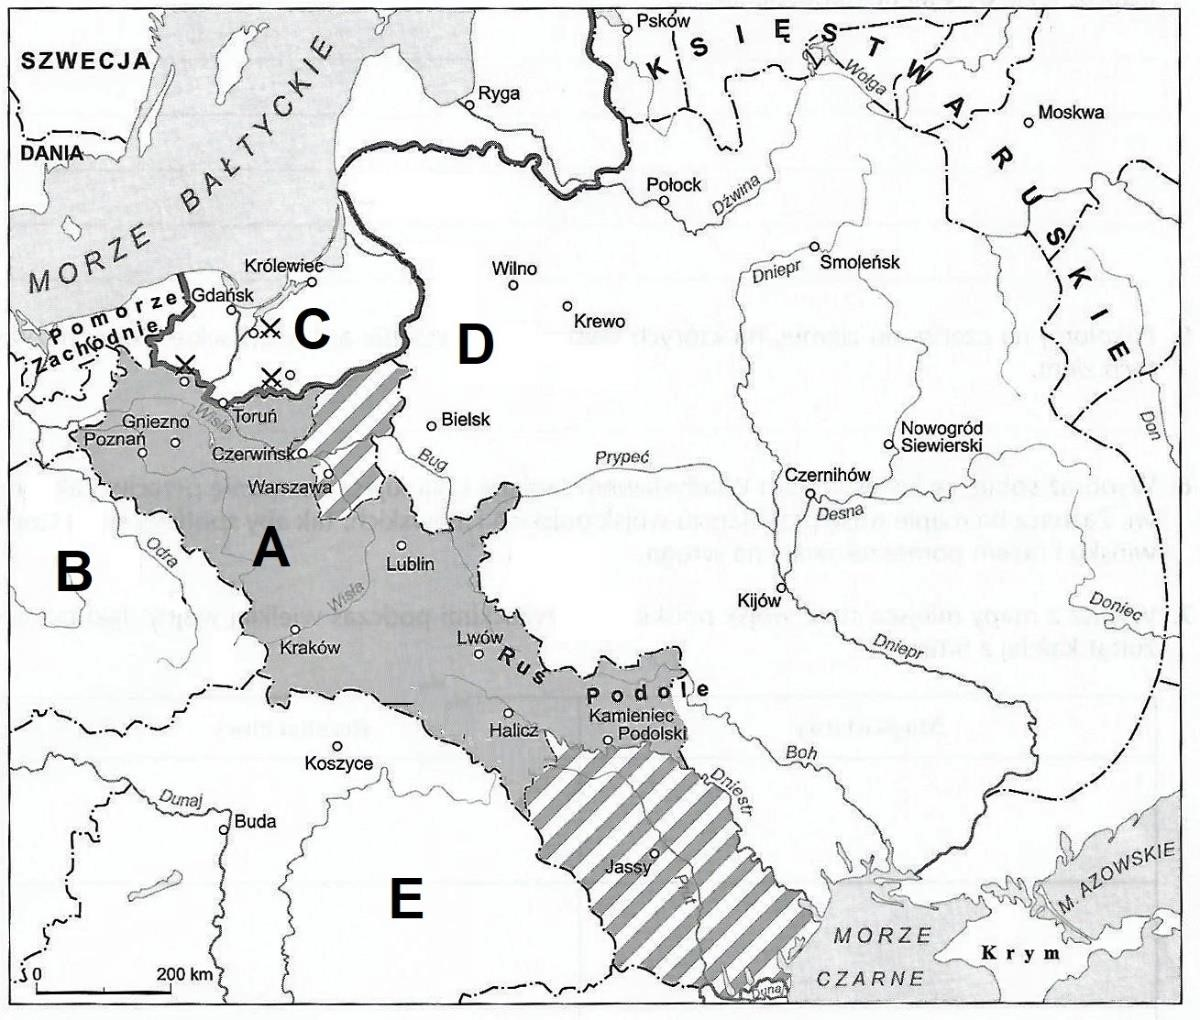 Psków
SZWECJA
KSIĘSTWA RUSKIE
Wołga
Ryga
Moskwa
DANIA
MORZE BAŁTYCKIE
Połock
Dźwina
Królewiec
Wilno
Dniepr
Smoleńsk
Pomorze
Zachodnie
Gdańsk
C
D
Krewo
Toruń
Wisła
Gniezno
Poznań
Bielsk
Nowogród
Siewierski
Don
Czerwińsk
Bug
Prypeć
Warszawa
Czernihów
Desna
A
B
Odra
Lublin
Wisła
Kijów
Doniec
Kraków
Lwów
Ruś
Dniepr
Podole
Halicz
Kamieniec
Podolski
Koszyce
Boh
Dunaj
Dniestr
Buda
Jassy
Prut
M. AZOWSKIE
E
MORZE
CZARNE
Krym
0
200 km
Dunaj